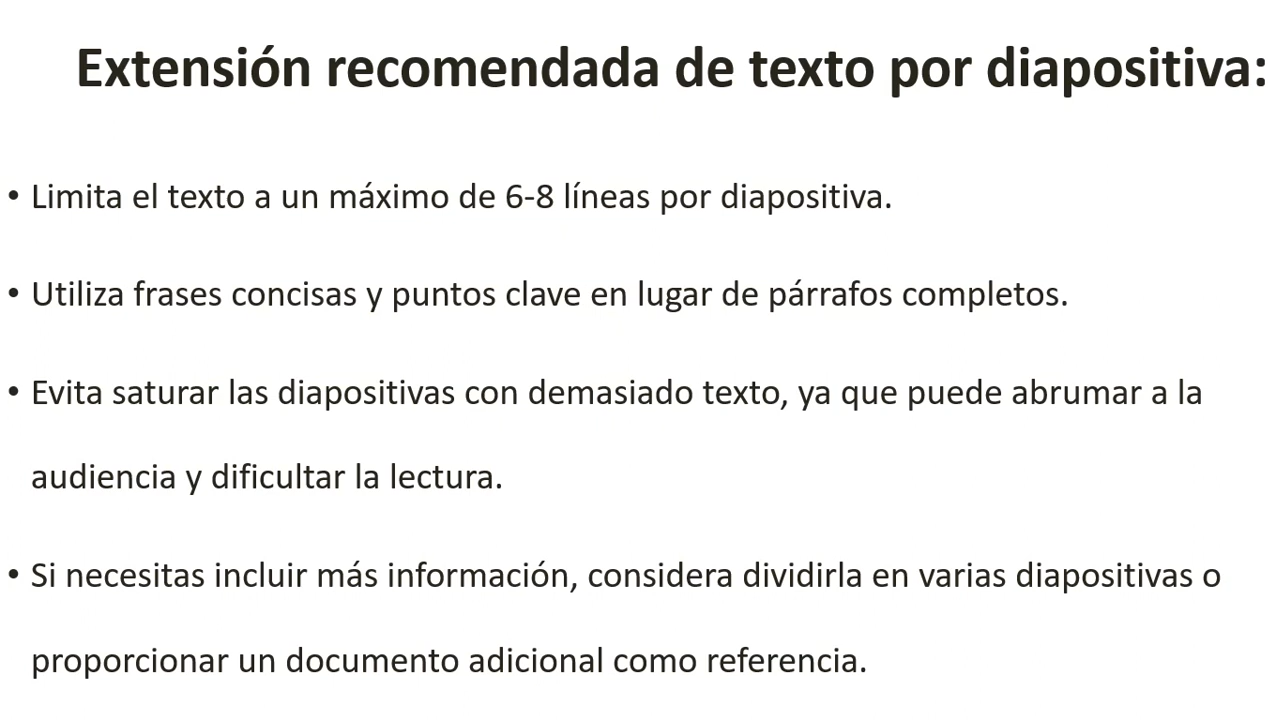 Extensión recomendada de texto por diapositiva:
• Limita el texto a un máximo de 6-8 líneas por diapositiva.
• Utiliza frases concisas y puntos clave en lugar de párrafos completos.
• Evita saturar las diapositivas con demasiado texto, ya que puede abrumar a la
audiencia y dificultar la lectura.
• Si necesitas incluir más información, considera dividirla en varias diapositivas o
proporcionar un documento adicional como referencia.